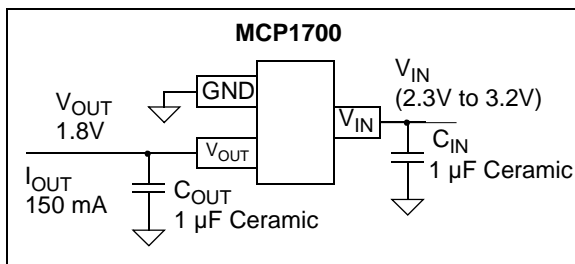 MCP1700
GND
VIN
(2.3V to 3.2V)
VOUT
1.8V
VIN
VOUT
CIN
1 µF Ceramic
IOUT
150 mA
COUT
1 µF Ceramic